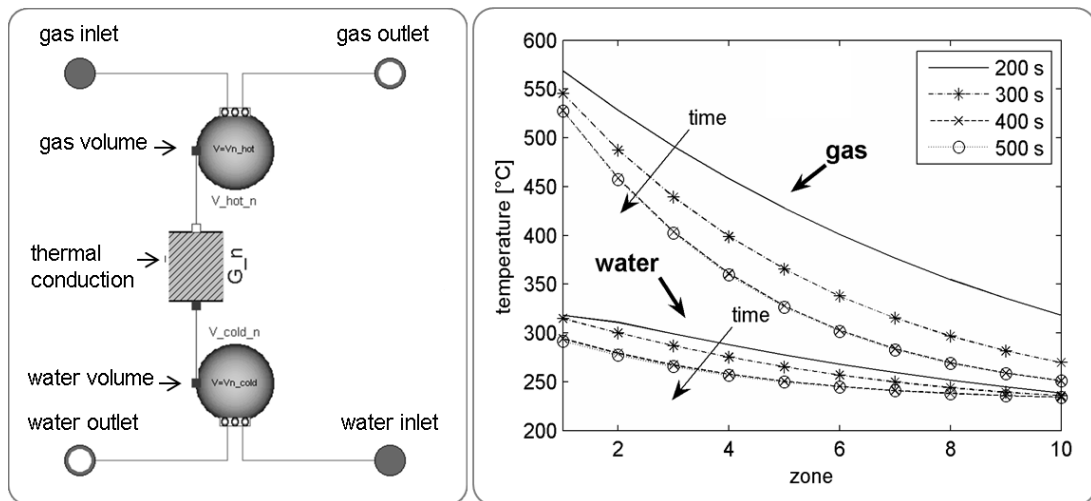 gas inlet
gas outlet
gas volume
V=Vn_hot
V_hot_n
thermal
conduction
G_n
V_cold_n
water volume
V=Vn_cold
water outlet
water inlet
600
550
500
450
400
350
300
250
200
temperature [°C]
2
4
6
8
10
zone
time
gas
water
time
200 s
300 s
400 s
500 s